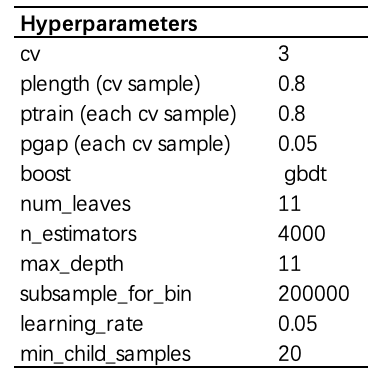 Hyperparameters
cv 3
plength (cv sample) 0.8
ptrain (each cv sample) 0.8
pgap (each cv sample) 0.05
boost gbdt
num_leaves 11
n_estimators 4000
max_depth 11
subsample_for_bin 200000
learning_rate 0.05
min_child_samples 20